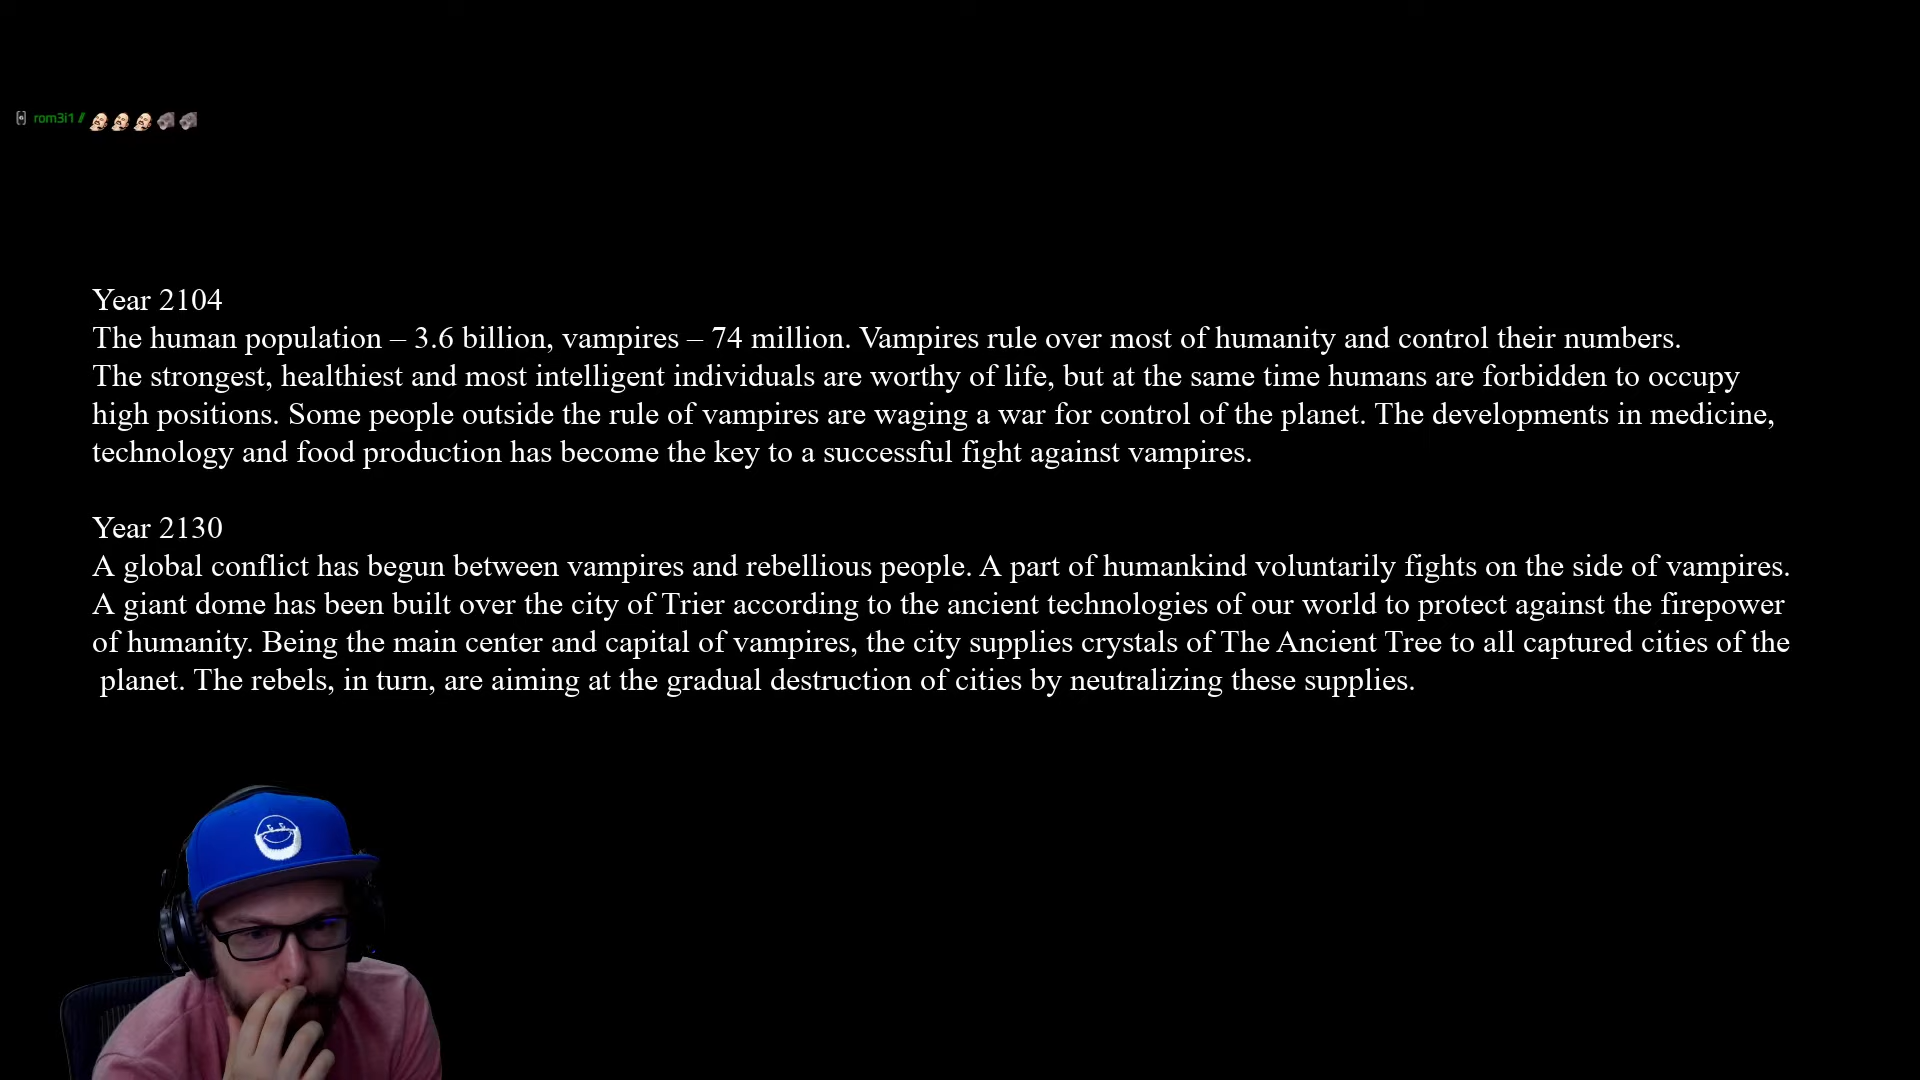 rom3i1 //
Year 2104
The human population – 3.6 billion, vampires – 74 million. Vampires rule over most of humanity and control their numbers.
The strongest, healthiest and most intelligent individuals are worthy of life, but at the same time humans are forbidden to occupy
high positions. Some people outside the rule of vampires are waging a war for control of the planet. The developments in medicine,
technology and food production has become the key to a successful fight against vampires.
Year 2130
A global conflict has begun between vampires and rebellious people. A part of humankind voluntarily fights on the side of vampires.
A giant dome has been built over the city of Trier according to the ancient technologies of our world to protect against the firepower
of humanity. Being the main center and capital of vampires, the city supplies crystals of The Ancient Tree to all captured cities of the
planet. The rebels, in turn, are aiming at the gradual destruction of cities by neutralizing these supplies.